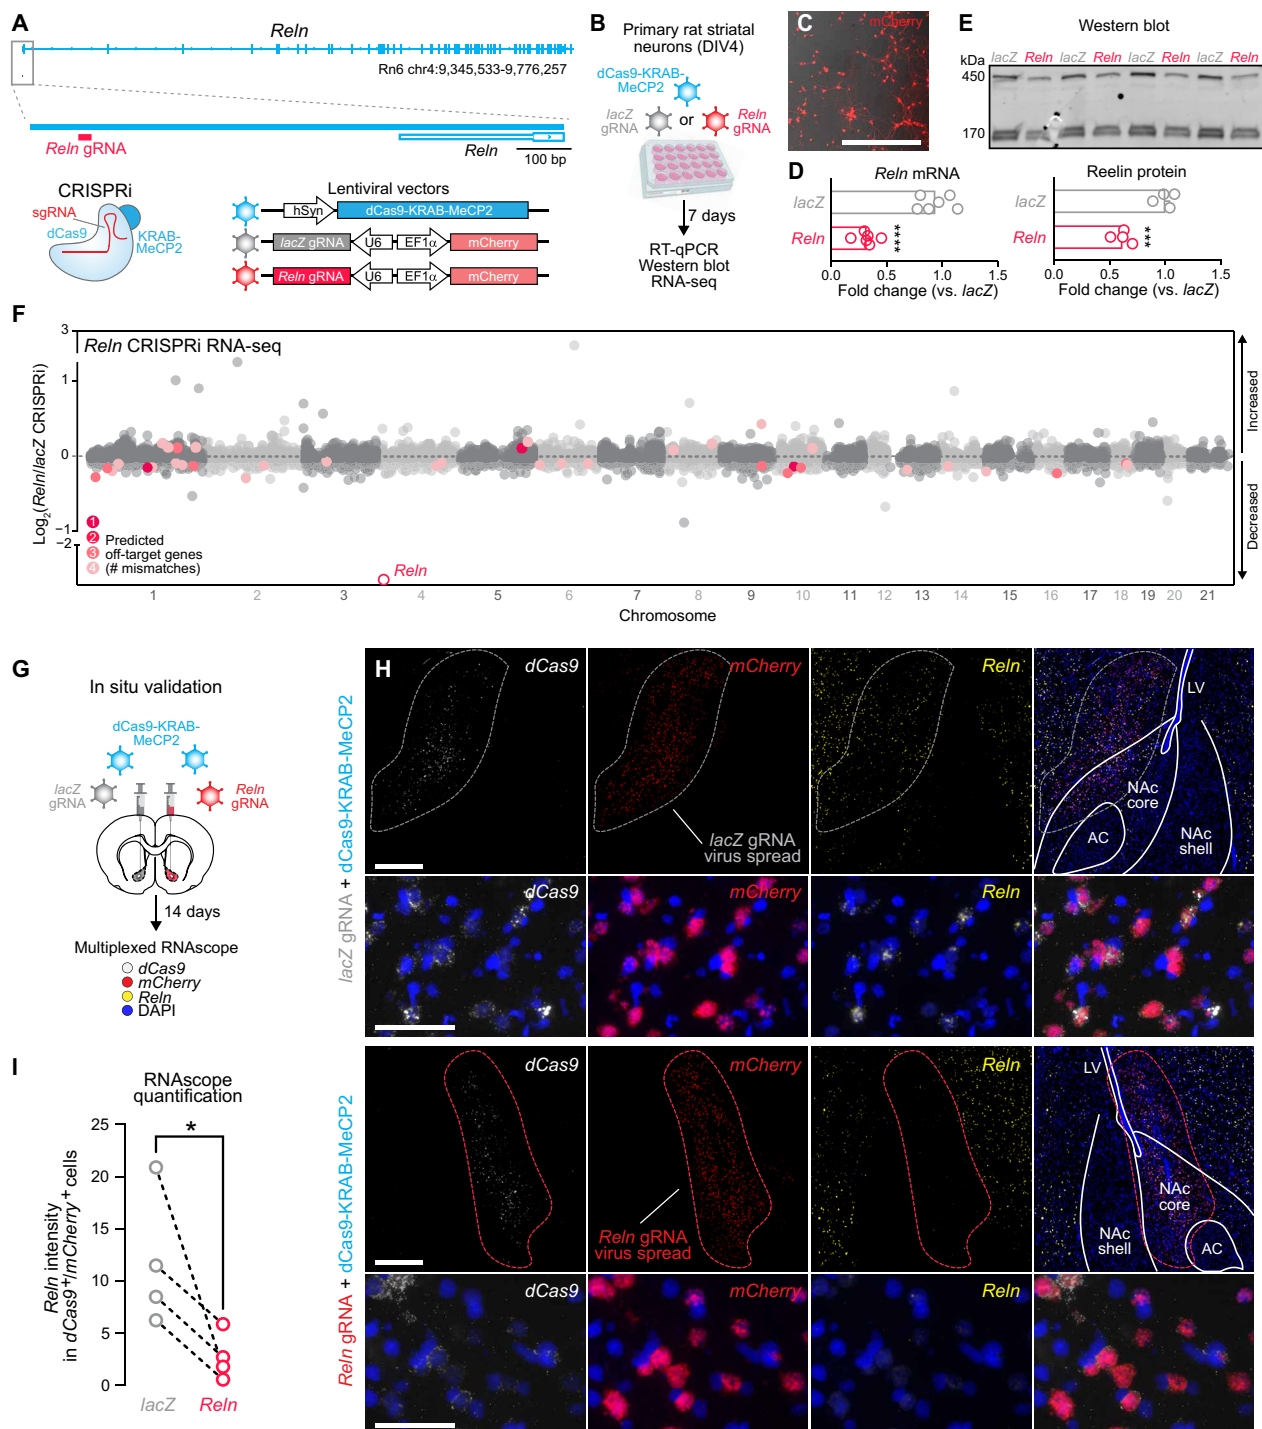 A
Reln
Rn6 chr4:9,345,533-9,776,257
Reln gRNA
Reln
100 bp
CRISPRi
sgRNA
dCas9
KRAB-
MeCP2
Lentiviral vectors
hSyn
dCas9-KRAB-MeCP2
lacZ gRNA
U6
EF1α
mCherry
Reln gRNA
U6
EF1α
mCherry
B
Primary rat striatal
neurons (DIV4)
dCas9-KRAB-
MeCP2
lacZ
gRNA
or
Reln
gRNA
7 days
RT-qPCR
Western blot
RNA-seq
C
mCherry
E
Western blot
kDa
lacZ Reln lacZ Reln lacZ Reln lacZ Reln
450
170
D
Reln mRNA
lacZ
Reln
****
0.0 0.5 1.0 1.5
Fold change (vs. lacZ)
Reelin protein
lacZ
Reln
***
0.0 0.5 1.0 1.5
Fold change (vs. lacZ)
F
Reln CRISPRi RNA-seq
Log2(Reln/lacZ CRISPRi)
3
1
0
−1
−2
1
2
3
4
Predicted
off-target genes
(# mismatches)
Reln
Increased
Decreased
1 2 3 4 5 6 7 8 9 10 11 12 13 14 15 16 17 18 19 20 21
Chromosome
G
In situ validation
dCas9-KRAB-
MeCP2
lacZ
gRNA
Reln
gRNA
14 days
Multiplexed RNAscope
dCas9
mCherry
Reln
DAPI
H
lacZ gRNA + dCas9-KRAB-MeCP2
dCas9
mCherry
Reln
lacZ gRNA
virus spread
LV
NAc
core
AC
NAc
shell
dCas9
mCherry
Reln
Reln gRNA + dCas9-KRAB-MeCP2
dCas9
mCherry
Reln
Reln gRNA
virus spread
LV
NAc
core
NAc
shell
AC
dCas9
mCherry
Reln
I
RNAscope
quantification
Reln intensity
in dCas9+/mCherry+ cells
25
20
15
10
5
0
*
lacZ
Reln